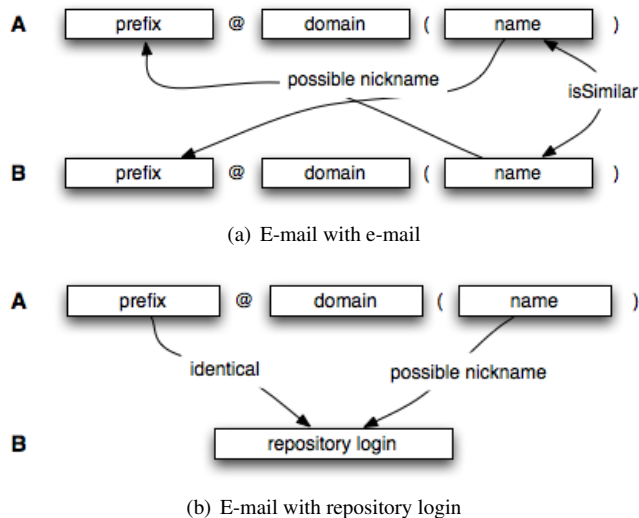 A prefix @ domain ( name )
possible nickname
isSimilar
B prefix @ domain ( name )
(a) E-mail with e-mail
A prefix @ domain ( name )
identical possible nickname
B repository login
(b) E-mail with repository login